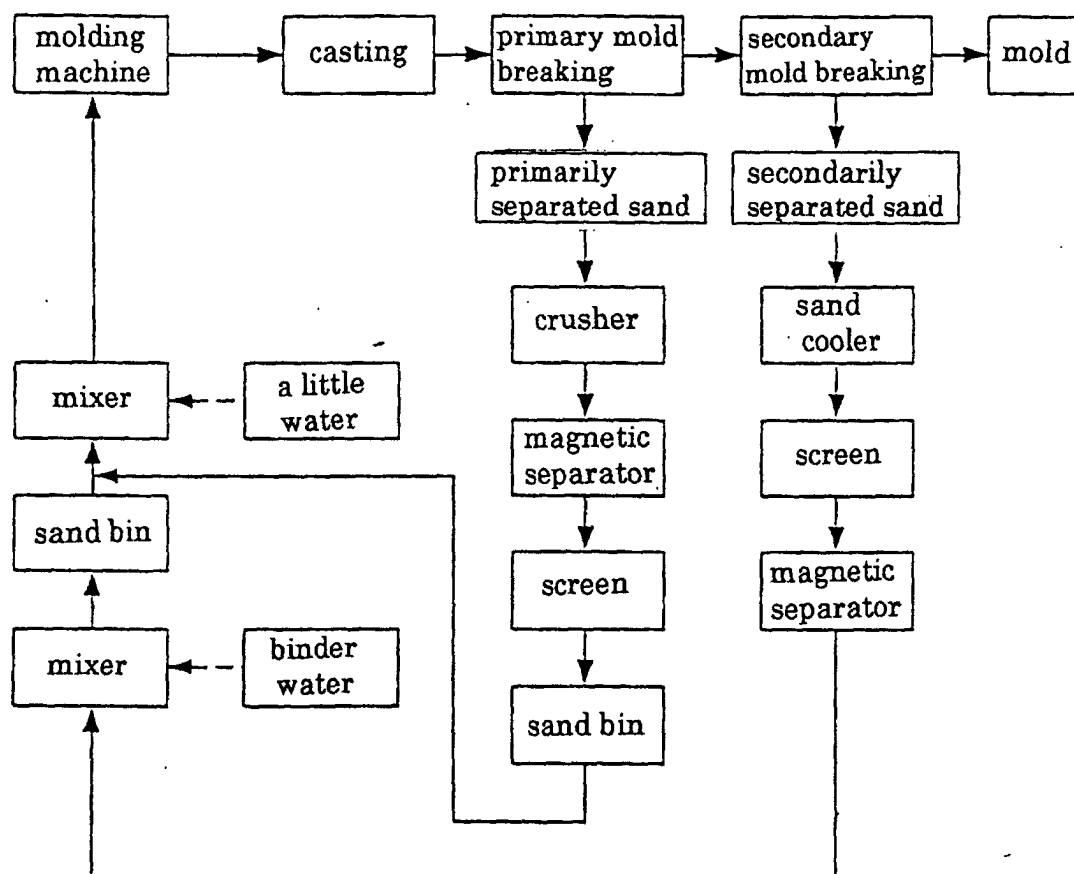 molding
machine
casting
primary mold
breaking
secondary
mold breaking
mold
primarily
separated sand
secondarily
separated sand
crusher
sand
cooler
mixer
a little
water
magnetic
separator
screen
sand bin
screen
magnetic
separator
mixer
binder
water
sand bin